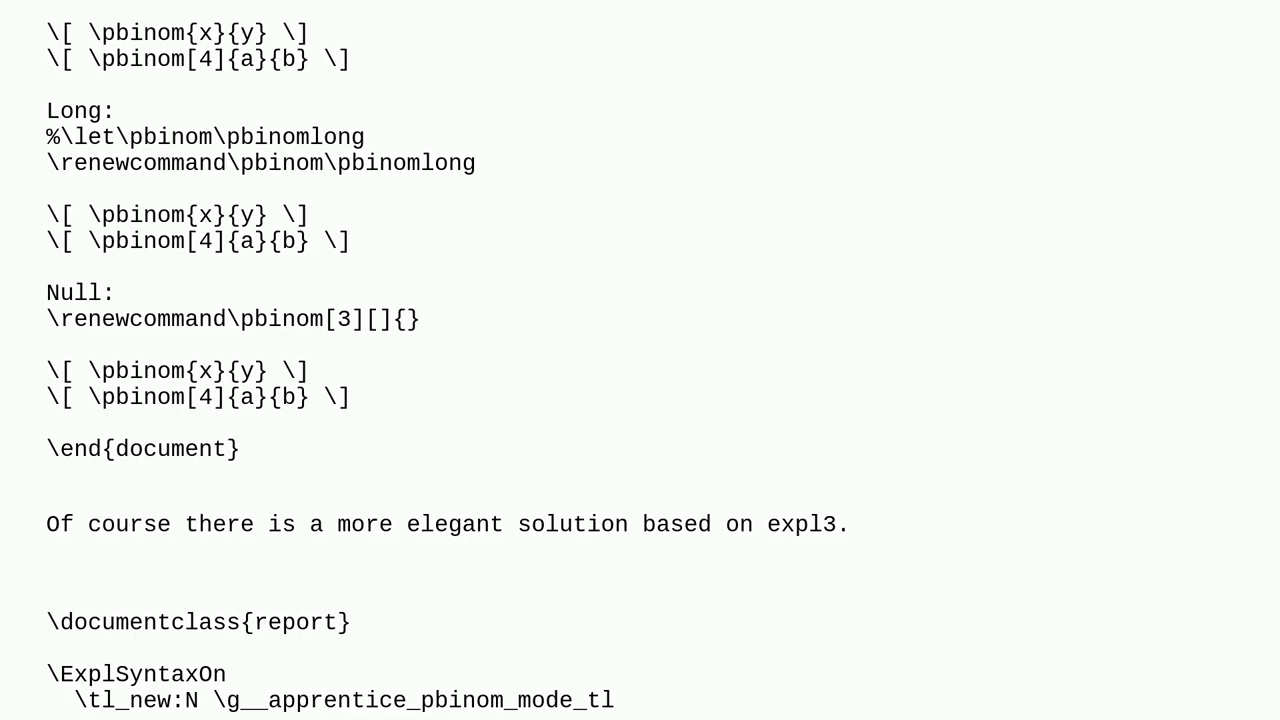 \[ \pbinom{x}{y} \]
\[ \pbinom[4]{a}{b} \]
Long:
%\let\pbinom\pbinomlong
\renewcommand\pbinom\pbinomlong
\[ \pbinom{x}{y} \]
\[ \pbinom[4]{a}{b} \]
Null:
\renewcommand\pbinom[3][]{}
\[ \pbinom{x}{y} \]
\[ \pbinom[4]{a}{b} \]
\end{document}
Of course there is a more elegant solution based on expl3.
\documentclass{report}
\ExplSyntaxOn
  \tl_new:N \g__apprentice_pbinom_mode_tl